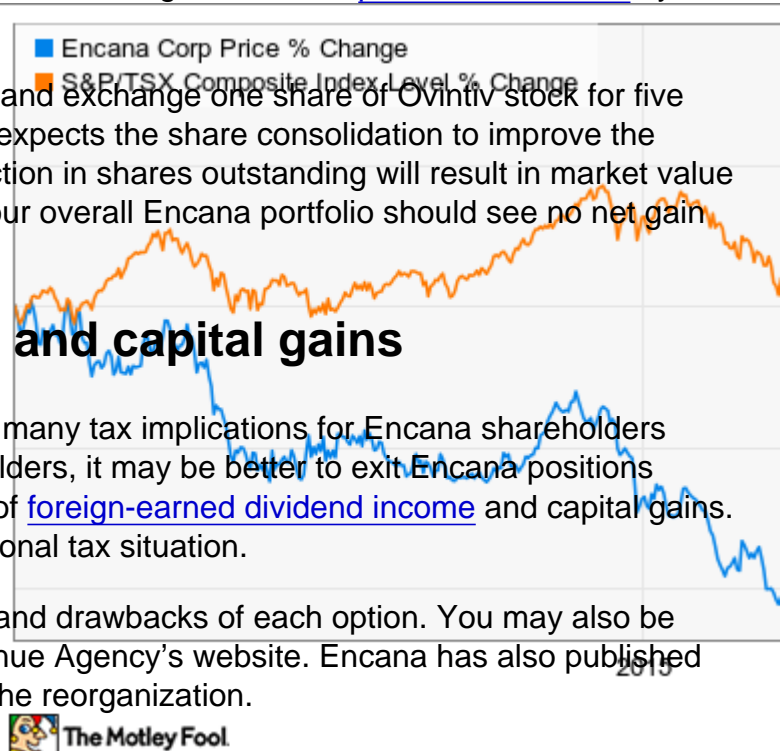 Encana Corp Price % Change
S&P/TSX Composite Index Level % Change
and exchange one share of Ovintiv stock for five
expects the share consolidation to improve the
ction in shares outstanding will result in market value
our overall Encana portfolio should see no net gain
and capital gains
many tax implications for Encana shareholders
lders, it may be better to exit Encana positions
of foreign-earned dividend income and capital gains.
onal tax situation.
and drawbacks of each option. You may also be
nue Agency's website. Encana has also published
2015
he reorganization.
The Motley Fool.